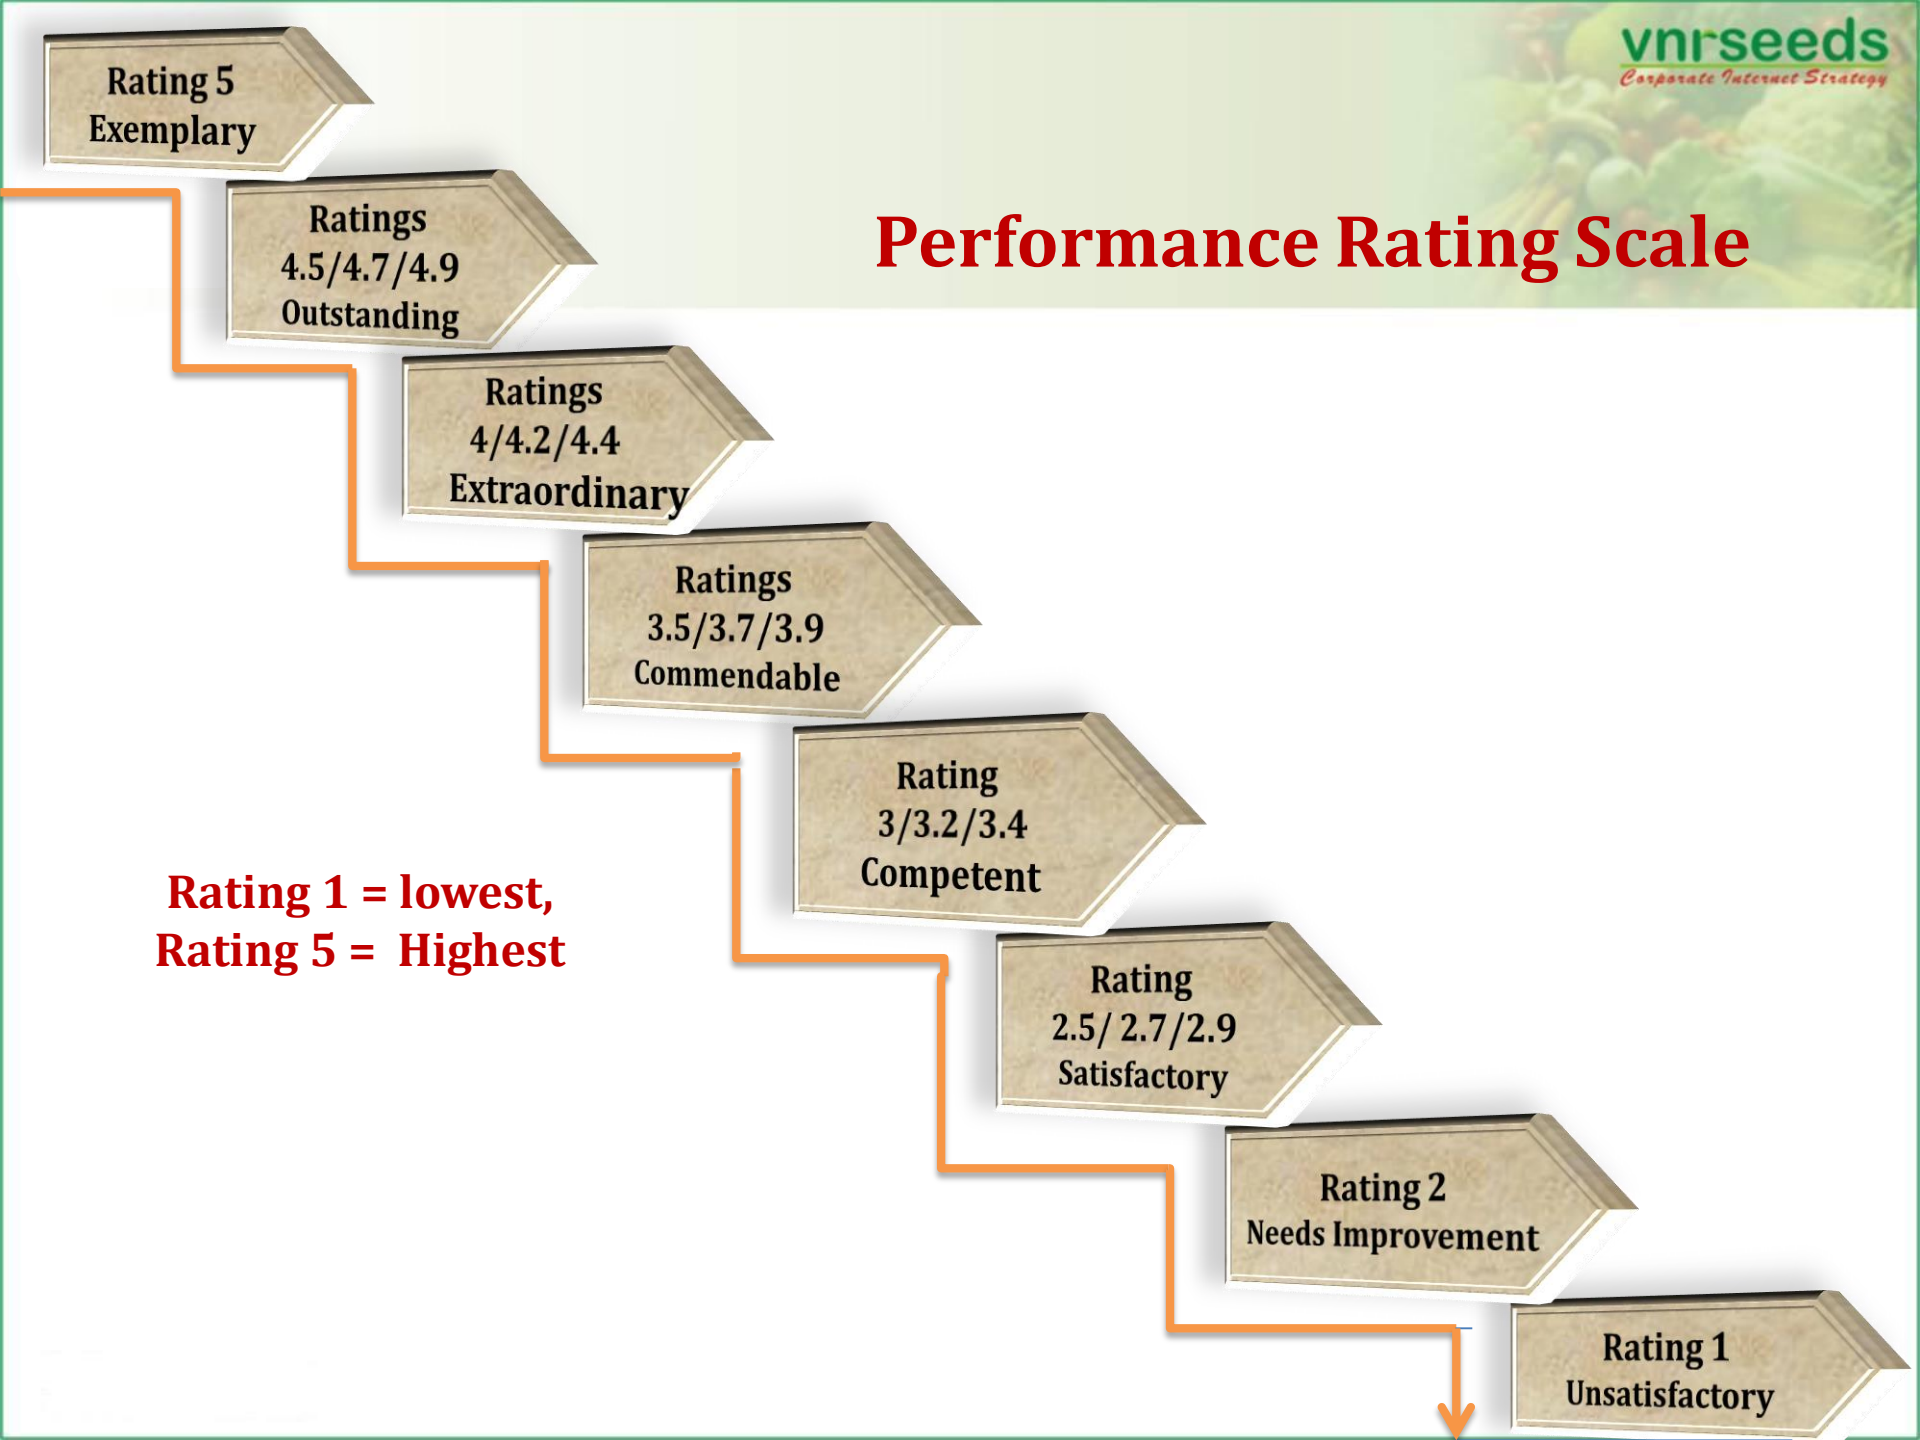 vnrseeds
Corporate Internet Strategy
Performance Rating Scale
Rating 5
Exemplary
Ratings
4.5/4.7/4.9
Outstanding
Ratings
4/4.2/4.4
Extraordinary
Ratings
3.5/3.7/3.9
Commendable
Rating
3/3.2/3.4
Competent
Rating
2.5/ 2.7/2.9
Satisfactory
Rating 2
Needs Improvement
Rating 1
Unsatisfactory
Rating 1 = lowest,
Rating 5 = Highest